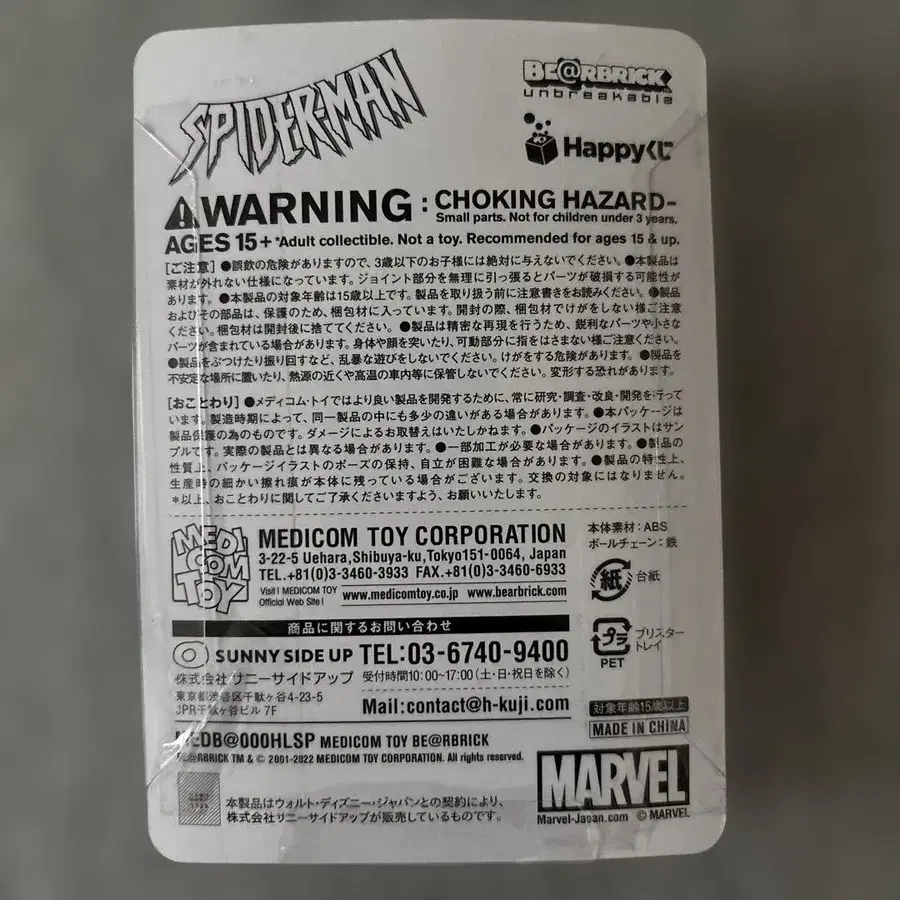 SPIDER-MAN
BE@RBRICK
unbreakable
Happyくじ
WARNING : CHOKING HAZARD-
Small parts. Not for children under 3 years.
AGES 15+ *Adult collectible. Not a toy. Recommended for ages 15 & up.
[ご注意] ●誤飲の危険がありますので、3歳以下のお子様には絶対に与えないでください。●本製品は
素材が外れない仕様になっています。ジョイント部分を無理に引っ張るとパーツが破損する可能性が
あります。●本製品の対象年齢は15歳以上です。製品を取り扱う前に注意書きをお読みください。●製品
およびその部品は、保護のため、梱包材に入っています。開封の際、梱包材でけがをしない様ご注意
ください。梱包材は開封後に捨ててください。●製品は精密な再現を行うため、鋭利なパーツや小さな
パーツが含まれている場合があります。身体や顔を突いたり、可動部分に指をはさまない様ご注意ください。
●製品をぶつけたり振り回すなど、乱暴な遊びをしないでください。けがをする危険があります。●製品を
不安定な場所に置いたり、熱源の近くや高温の車内等に保管しないでください。変形する恐れがあります。
[おことわり] ●メディコム・トイではより良い製品を開発するために、常に研究・調査・改良・開発を行って
います。製造時期によって、同一製品の中にも多少の違いがある場合があります。●本パッケージは
製品保護の為のものです。ダメージによるお取替えはいたしかねます。●パッケージのイラストはサン
プルです。実際の製品とは異なる場合があります。●一部加工が必要な場合があります。●製品の
性質上、パッケージイラストのポーズの保持、自立が困難な場合があります。●製品の特性上、
生産時の細かい擦れ痕が本体に残っている場合がございます。交換の対象にはなりません。
*以上、おことわりに関してご了承くださいますよう、お願いいたします。
MEDI
COM
TOY
MEDICOM TOY CORPORATION
3-22-5 Uehara,Shibuya-ku,Tokyo151-0064, Japan
TEL.+81(0)3-3460-3933 FAX.+81(0)3-3460-6933
Visit ! MEDICOM TOY
Official Web Site !
www.medicomtoy.co.jp www.bearbrick.com
本体素材：ABS
ボールチェーン：鉄
紙 台紙
プラ
PET
ブリスター
トレイ
商品に関するお問い合わせ
SUNNY SIDE UP TEL:03-6740-9400
株式会社 サニーサイドアップ 受付時間10:00~17:00(土・日・祝日を除く)
東京都渋谷区千駄ヶ谷4-23-5
JPR千駄ヶ谷ビル 7F
Mail:contact@h-kuji.com
対象年齢15歳以上
MADE IN CHINA
MEDB@000HLSP MEDICOM TOY BE@RBRICK
BE@RBRICK TM & © 2001-2022 MEDICOM TOY CORPORATION. All rights reserved.
MARVEL
Marvel-Japan.com © MARVEL
本製品はウォルト・ディズニー・ジャパンとの契約により、
株式会社サニーサイドアップが販売しているものです。